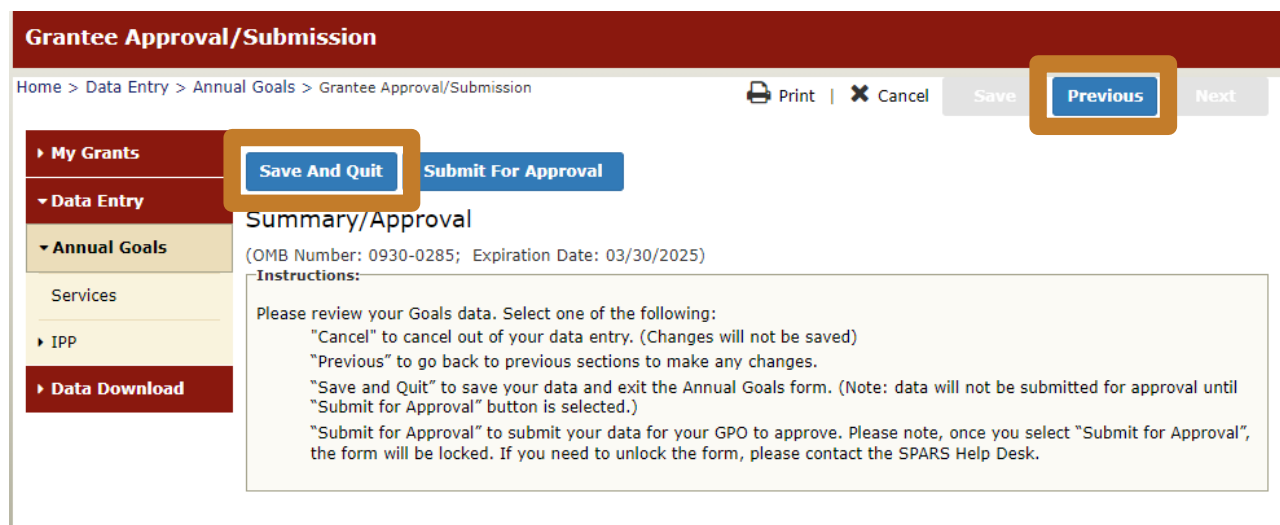 Grantee Approval/Submission
Home > Data Entry > Annual Goals > Grantee Approval/Submission
Print | ✖ Cancel Save Previous Next
My Grants
Data Entry
Annual Goals
Services
IPP
Data Download
Save And Quit Submit For Approval
Summary/Approval
(OMB Number: 0930-0285; Expiration Date: 03/30/2025)
Instructions:
Please review your Goals data. Select one of the following:
"Cancel" to cancel out of your data entry. (Changes will not be saved)
“Previous” to go back to previous sections to make any changes.
“Save and Quit” to save your data and exit the Annual Goals form. (Note: data will not be submitted for approval until
“Submit for Approval” button is selected.)
“Submit for Approval” to submit your data for your GPO to approve. Please note, once you select “Submit for Approval”,
the form will be locked. If you need to unlock the form, please contact the SPARS Help Desk.